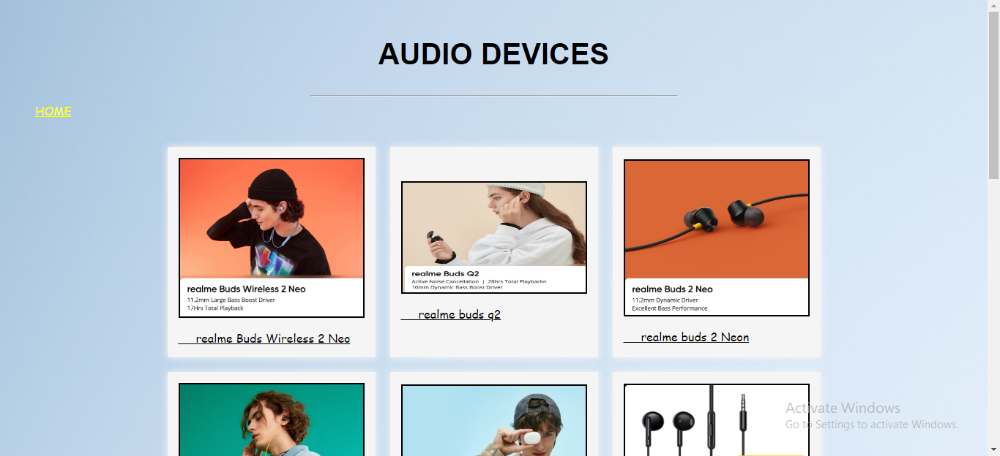 AUDIO DEVICES
HOME
realme Buds Wireless 2 Neo
11.2mm Large Bass Boost Driver
17Hrs Total Playback
realme Buds Wireless 2 Neo
realme Buds Q2
Active Noise Cancellation | 28hrs Total Playbackn
10mm Dynamic Bass Boost Driver
realme buds q2
realme Buds 2 Neo
11.2mm Dynamic Driver
Excellent Bass Performance
realme buds 2 Neon
Activate Windows
Go to Settings to activate Windows.